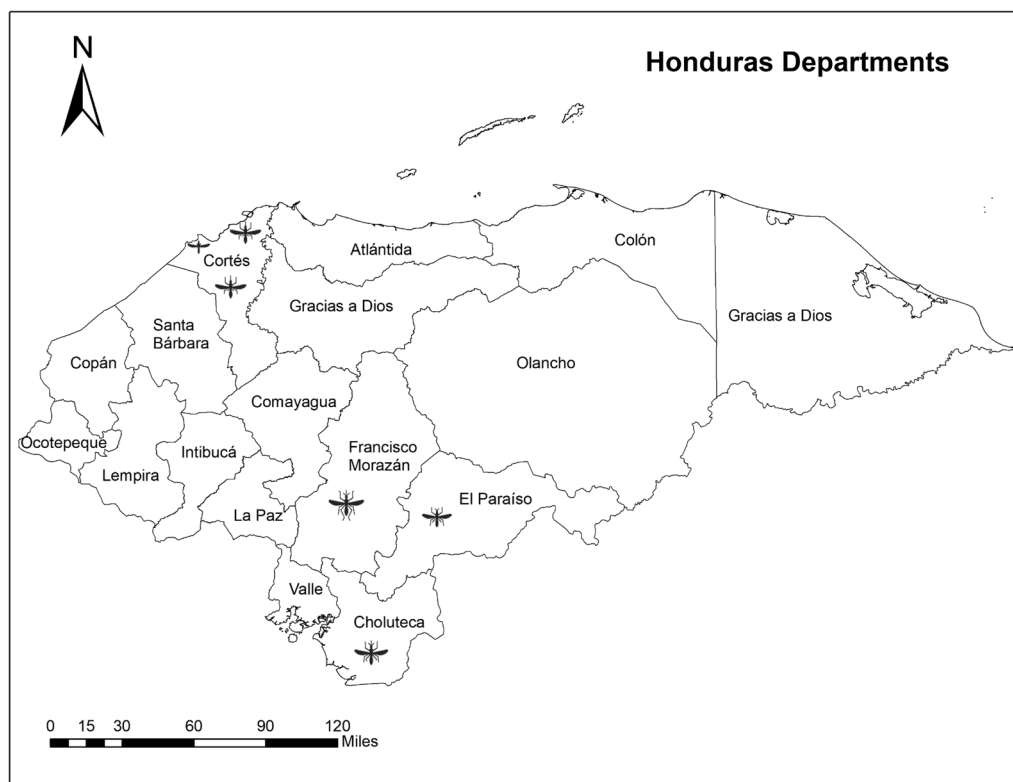 N
Honduras Departments
Cortés
Atlántida
Colón
Gracias a Dios
Gracias a Dios
Santa
Bárbara
Copán
Olancho
Comayagua
Ocotepeque
Intibucá
Francisco
Morazán
Lempira
La Paz
El Paraíso
Valle
Choluteca
0 15 30 60 90 120
Miles